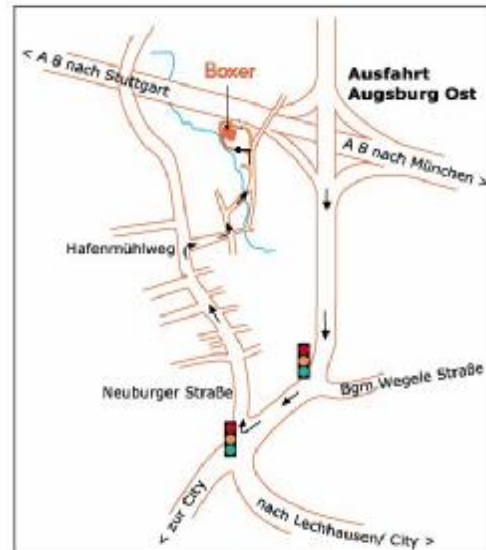 < A 8 nach Stuttgart
Boxer
Ausfahrt
Augsburg Ost
A 8 nach München >
Hafenmühlweg
Neuburger Straße
Bgm Wegele Straße
< zur City
nach Lechhausen/ City >